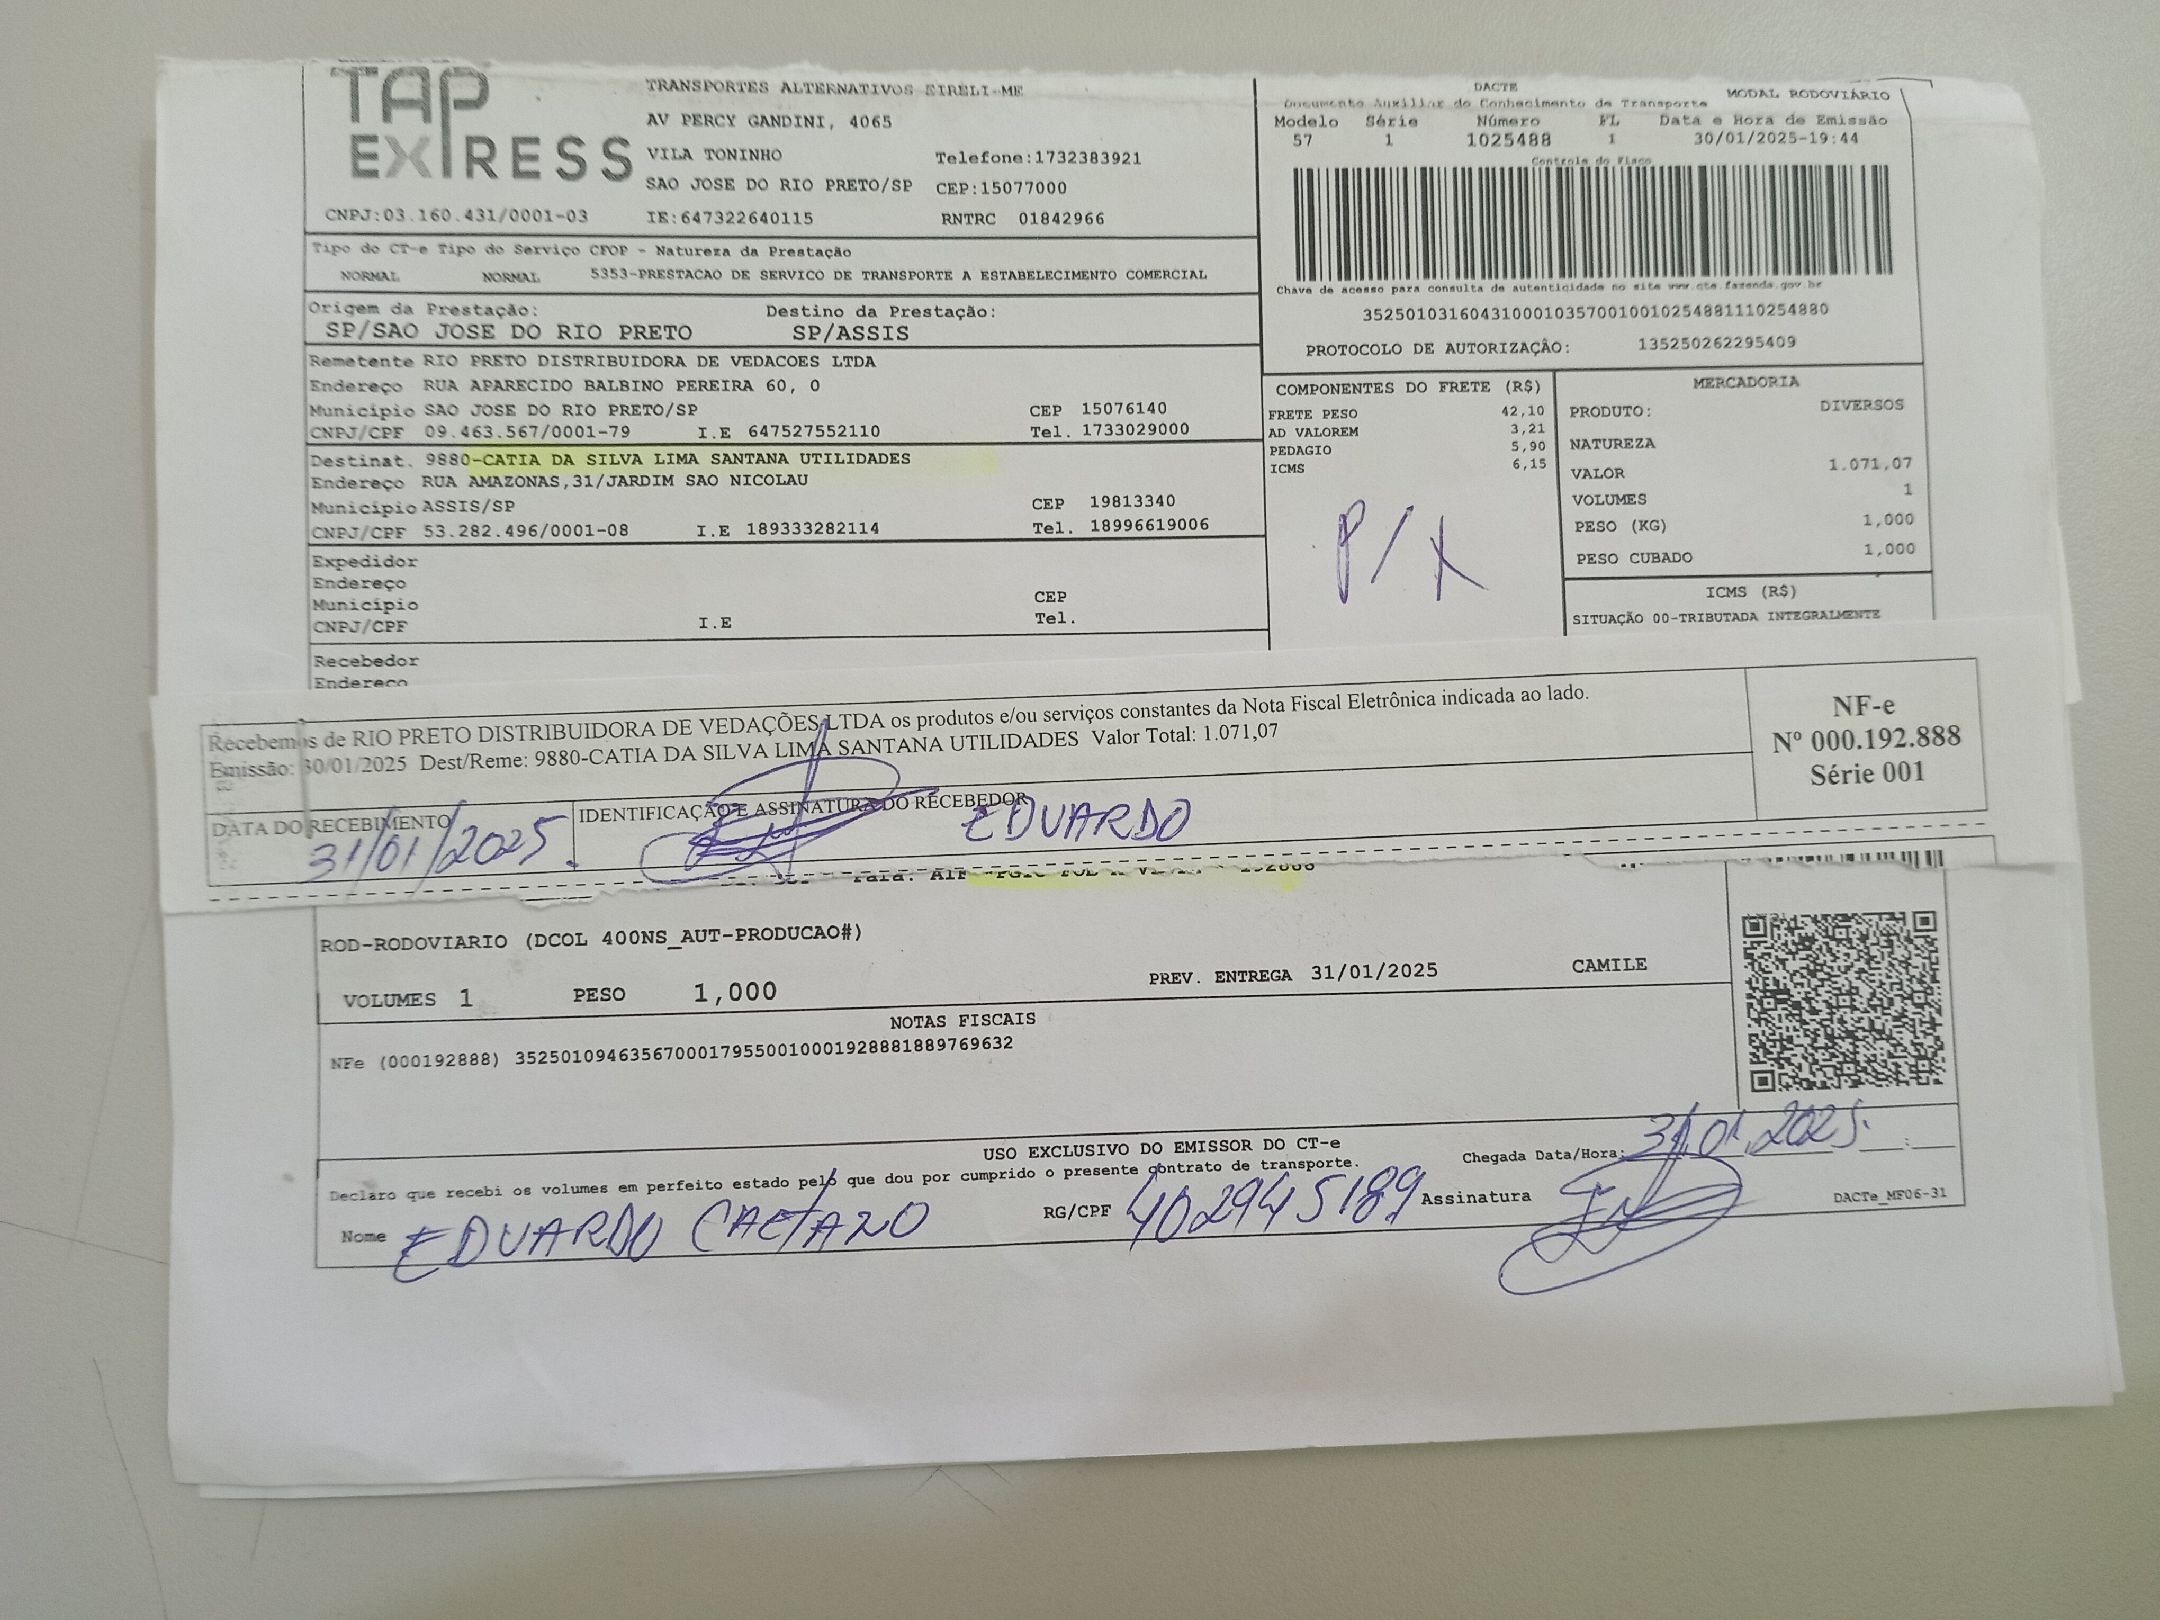 TAP EXPRESS
TRANSPORTES ALTERNATIVOS EIRELI-ME
AV PERCY GANDINI, 4065
VILA TONINHO Telefone:1732383921
SAO JOSE DO RIO PRETO/SP CEP:15077000
CNPJ:03.160.431/0001-03 IE:647322640115 RNTRC 01842966
DACTE MODAL RODOVIÁRIO
Documento Auxiliar do Conhecimento de Transporte
Modelo Série Número FL Data e Hora de Emissão
57 1 1025488 1 30/01/2025-19:44
Controle do Fisco
Chave de acesso para consulta de autenticidade no site www.cte.fazenda.gov.br
35250103160431000103570010010254881110254880
PROTOCOLO DE AUTORIZAÇÂO: 135250262295409
Tipo do CT-e Tipo do Serviço CFOP - Natureza da Prestação
NORMAL NORMAL 5353-PRESTACAO DE SERVICO DE TRANSPORTE A ESTABELECIMENTO COMERCIAL
Origem da Prestação: Destino da Prestação:
SP/SAO JOSE DO RIO PRETO SP/ASSIS
Remetente RIO PRETO DISTRIBUIDORA DE VEDACOES LTDA
Endereço RUA APARECIDO BALBINO PEREIRA 60, 0
Município SAO JOSE DO RIO PRETO/SP CEP 15076140
CNPJ/CPF 09.463.567/0001-79 I.E 647527552110 Tel. 1733029000
Destinat. 9880-CATIA DA SILVA LIMA SANTANA UTILIDADES
Endereço RUA AMAZONAS,31/JARDIM SAO NICOLAU
Município ASSIS/SP CEP 19813340
CNPJ/CPF 53.282.496/0001-08 I.E 189333282114 Tel. 18996619006
Expedidor
Endereço
Município CEP
CNPJ/CPF I.E Tel.
Recebedor
Endereço
COMPONENTES DO FRETE (R$)
FRETE PESO 42,10
AD VALOREM 3,21
PEDAGIO 5,90
ICMS 6,15
P/X
MERCADORIA
PRODUTO: DIVERSOS
NATUREZA
VALOR 1.071,07
VOLUMES 1
PESO (KG) 1,000
PESO CUBADO 1,000
ICMS (R$)
SITUAÇÃO 00-TRIBUTADA INTEGRALMENTE
Recebemos de RIO PRETO DISTRIBUIDORA DE VEDAÇÕES LTDA os produtos e/ou serviços constantes da Nota Fiscal Eletrônica indicada ao lado.
Emissão: 30/01/2025 Dest/Reme: 9880-CATIA DA SILVA LIMA SANTANA UTILIDADES Valor Total: 1.071,07
NF-e
Nº 000.192.888
Série 001
DATA DO RECEBIMENTO IDENTIFICAÇÃO E ASSINATURA DO RECEBEDOR
31/01/2025. EDUARDO
ROD-RODOVIARIO (DCOL 400NS_AUT-PRODUCAO#)
VOLUMES 1 PESO 1,000 PREV. ENTREGA 31/01/2025 CAMILE
NOTAS FISCAIS
NFe (000192888) 35250109463567000179550010001928881889769632
USO EXCLUSIVO DO EMISSOR DO CT-e
Declaro que recebi os volumes em perfeito estado pelo que dou por cumprido o presente contrato de transporte. Chegada Data/Hora: 31.01.2025.
Nome EDUARDO CAETANO RG/CPF 402945189 Assinatura
DACTe_MF06-31